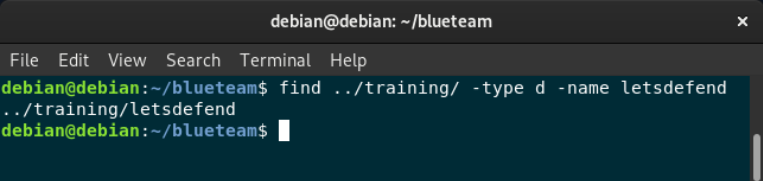 debian@debian: ~/blueteam
File Edit View Search Terminal Help
debian@debian:~/blueteam$ find ../training/ -type d -name letsdefend
../training/letsdefend
debian@debian:~/blueteam$